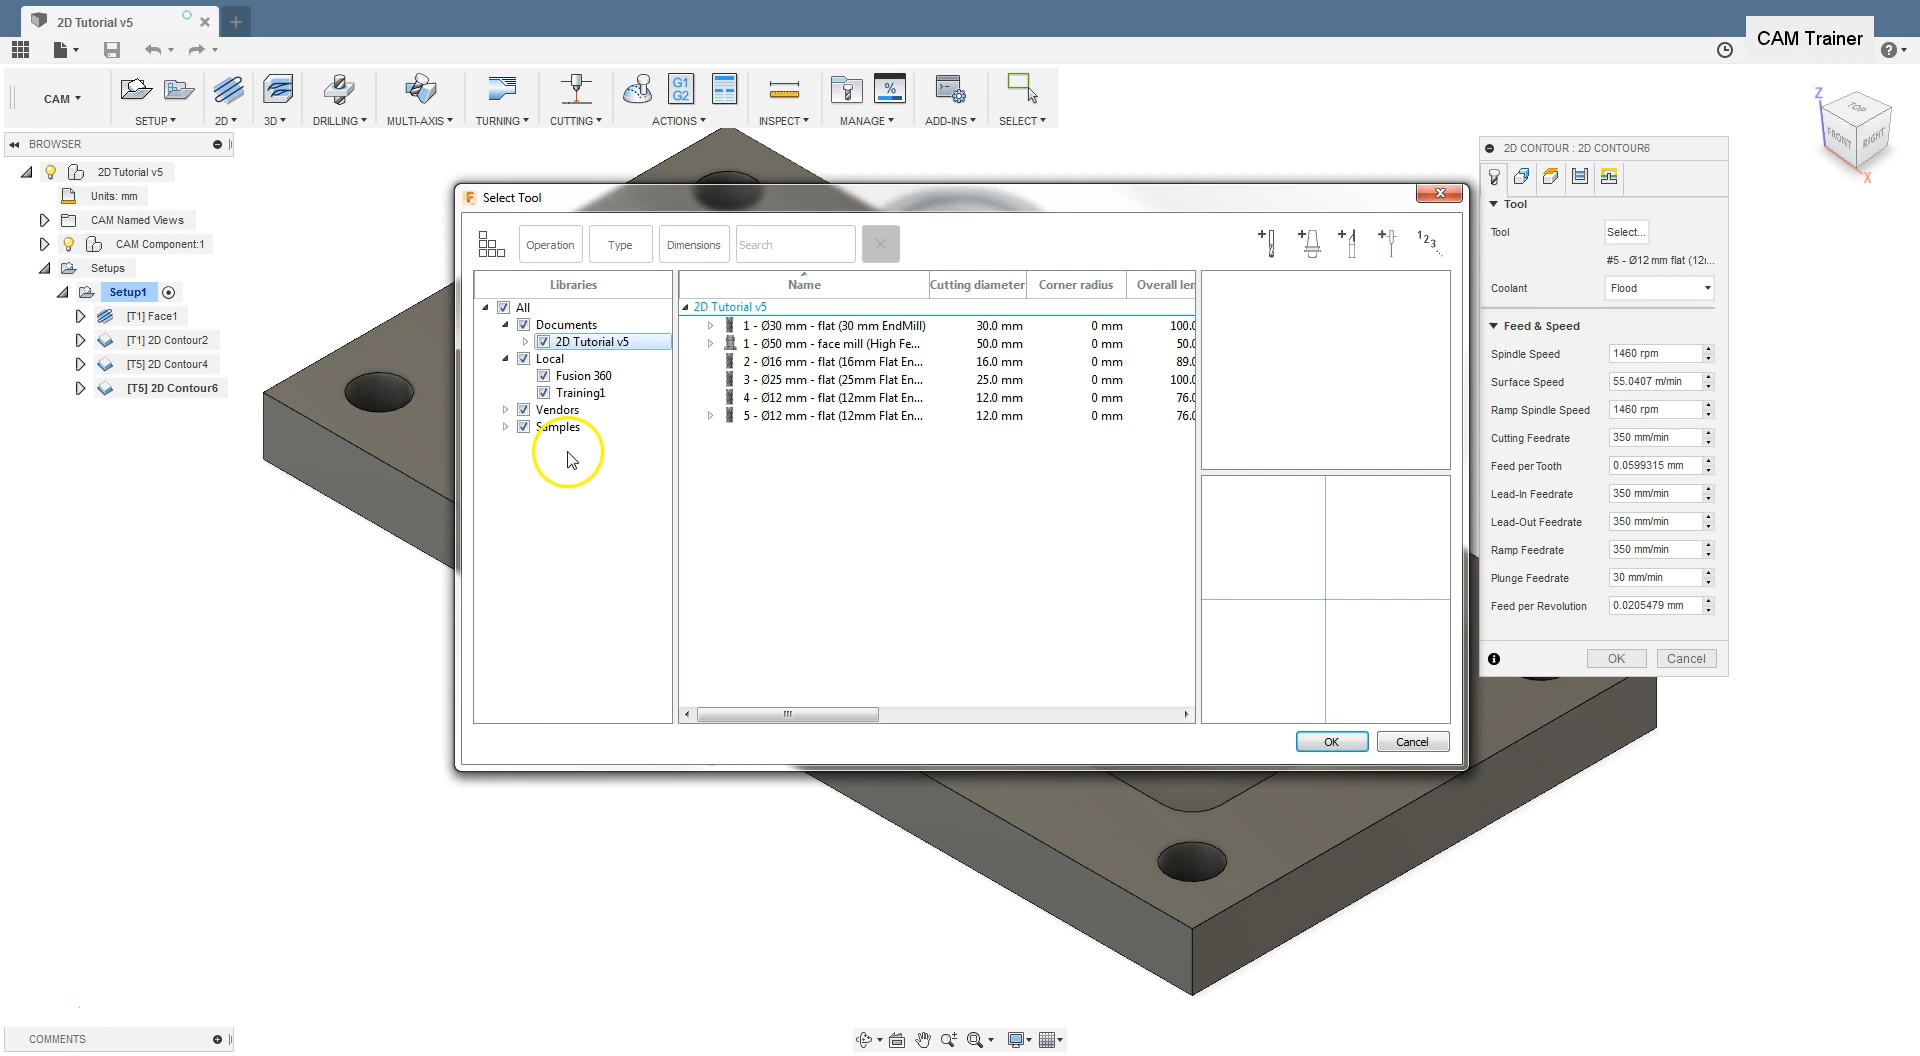 2D Tutorial v5
CAM Trainer
CAM
SETUP
2D
3D
DRILLING
MULTI-AXIS
TURNING
CUTTING
G1
G2
ACTIONS
INSPECT
%
MANAGE
ADD-INS
SELECT
BROWSER
2D Tutorial v5
Units: mm
CAM Named Views
CAM Component:1
Setups
Setup1
[T1] Face1
[T1] 2D Contour2
[T5] 2D Contour4
[T5] 2D Contour6
Z
TOP
FRONT
RIGHT
X
Select Tool
Operation
Type
Dimensions
Search
123
Libraries
All
Documents
2D Tutorial v5
Local
Fusion 360
Training1
Vendors
Samples
Name Cutting diameter Corner radius Overall len
2D Tutorial v5
1 - Ø30 mm - flat (30 mm EndMill) 30.0 mm 0 mm 100.0
1 - Ø50 mm - face mill (High Fe... 50.0 mm 0 mm 50.0
2 - Ø16 mm - flat (16mm Flat En... 16.0 mm 0 mm 89.0
3 - Ø25 mm - flat (25mm Flat En... 25.0 mm 0 mm 100.0
4 - Ø12 mm - flat (12mm Flat En... 12.0 mm 0 mm 76.0
5 - Ø12 mm - flat (12mm Flat En... 12.0 mm 0 mm 76.0
OK
Cancel
2D CONTOUR : 2D CONTOUR6
Tool
Tool Select...
#5 - Ø12 mm flat (12...
Coolant Flood
Feed & Speed
Spindle Speed 1460 rpm
Surface Speed 55.0407 m/min
Ramp Spindle Speed 1460 rpm
Cutting Feedrate 350 mm/min
Feed per Tooth 0.0599315 mm
Lead-In Feedrate 350 mm/min
Lead-Out Feedrate 350 mm/min
Ramp Feedrate 350 mm/min
Plunge Feedrate 30 mm/min
Feed per Revolution 0.0205479 mm
OK
Cancel
COMMENTS